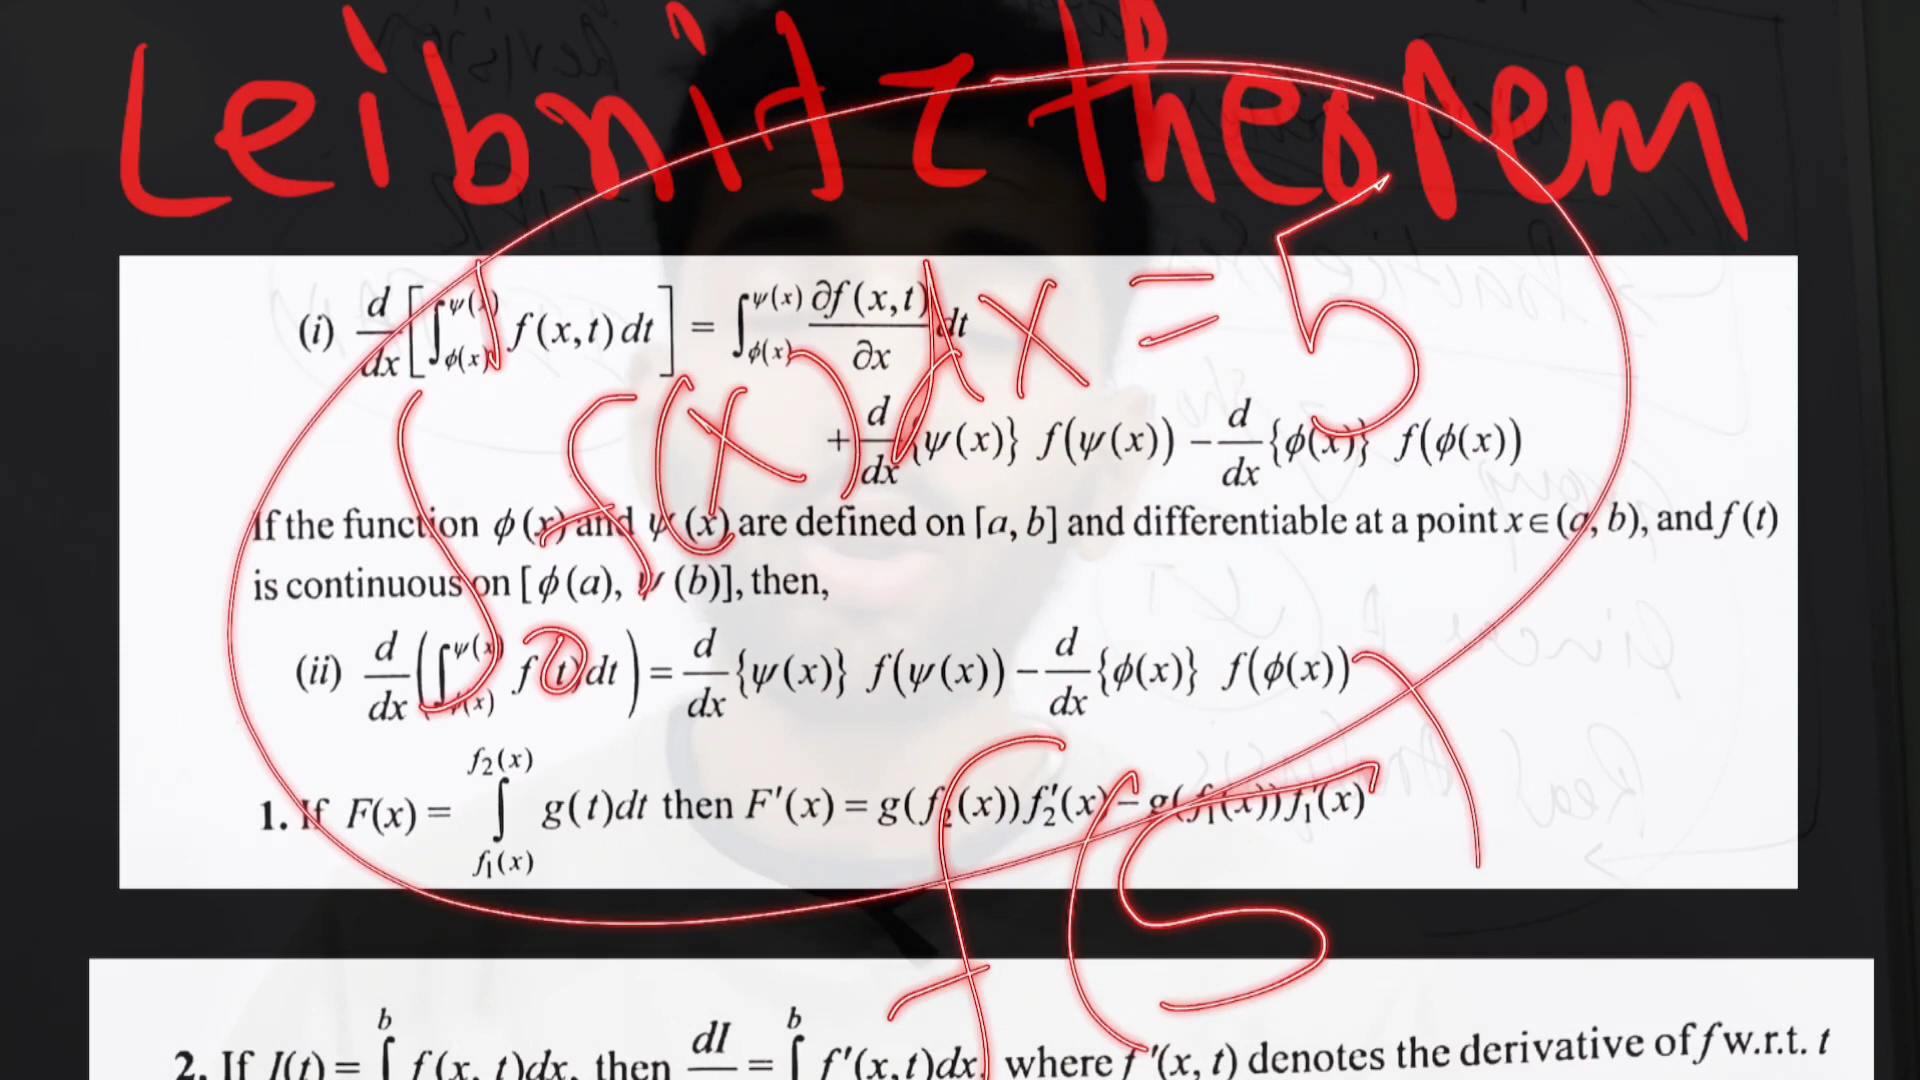 Leibnitz theorem
(i) d/dx [∫_{ϕ(x)}^{ψ(x)} f(x,t) dt] = ∫_{ϕ(x)}^{ψ(x)} ∂f(x,t)/∂x dt
+ d/dx {ψ(x)} f(ψ(x)) − d/dx {ϕ(x)} f(ϕ(x))
∫ f(x) dx = 5
If the function ϕ (x) and ψ (x) are defined on [a, b] and differentiable at a point x ∈ (a, b), and f (t)
is continuous on [ϕ (a), ψ (b)], then,
(ii) d/dx (∫_{ϕ(x)}^{ψ(x)} f(t) dt) = d/dx {ψ(x)} f(ψ(x)) − d/dx {ϕ(x)} f(ϕ(x))
1. If F(x) = ∫_{f₁(x)}^{f₂(x)} g(t)dt then F′(x) = g(f₂(x)) f₂′(x) − g(f₁(x)) f₁′(x)
f(5)
2. If I(t) = ∫^{b} f(x, t)dx, then dI = ∫^{b} f′(x,t)dx, where f′(x, t) denotes the derivative of f w.r.t. t